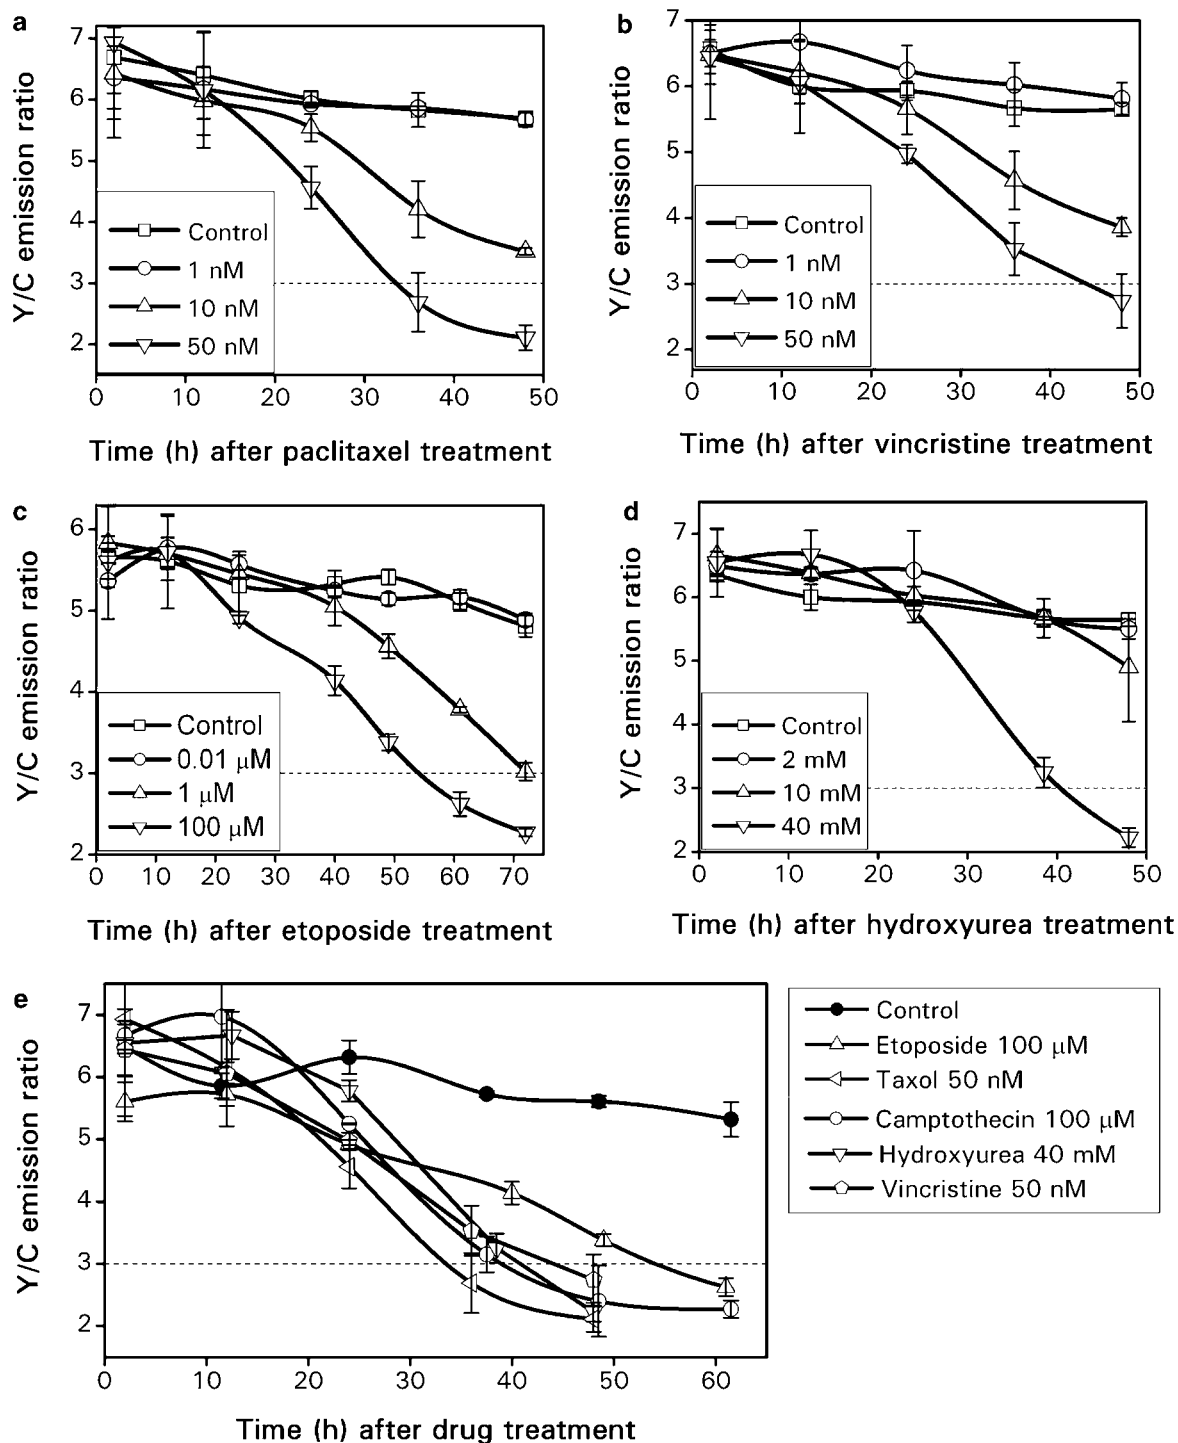 a
7
6
5
4
3
2
Y/C emission ratio
Control
1 nM
10 nM
50 nM
0 10 20 30 40 50
Time (h) after paclitaxel treatment
b
7
6
5
4
3
2
Y/C emission ratio
Control
1 nM
10 nM
50 nM
0 10 20 30 40 50
Time (h) after vincristine treatment
c
6
5
4
3
2
Y/C emission ratio
Control
0.01 μM
1 μM
100 μM
0 10 20 30 40 50 60 70
Time (h) after etoposide treatment
d
7
6
5
4
3
2
Y/C emission ratio
Control
2 mM
10 mM
40 mM
0 10 20 30 40 50
Time (h) after hydroxyurea treatment
e
7
6
5
4
3
2
Y/C emission ratio
0 10 20 30 40 50 60
Time (h) after drug treatment
Control
Etoposide 100 μM
Taxol 50 nM
Camptothecin 100 μM
Hydroxyurea 40 mM
Vincristine 50 nM